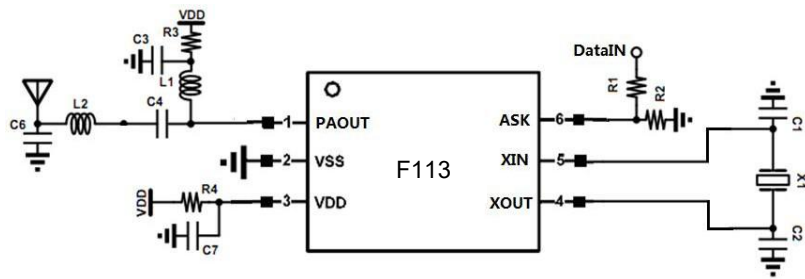 VDD
C3
R3
DataIN
L1
R1
R2
L2
C4
C1
1
PAOUT
ASK
6
C6
2
VSS
XIN
5
F113
X1
VDD
R4
3
VDD
XOUT
4
C7
C2